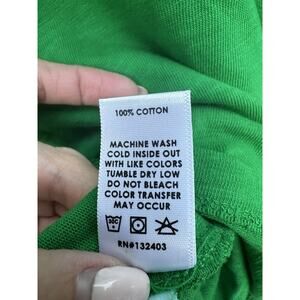 100% COTTON
MACHINE WASH
COLD INSIDE OUT
WITH LIKE COLORS
TUMBLE DRY LOW
DO NOT BLEACH
COLOR TRANSFER
MAY OCCUR
RN#132403